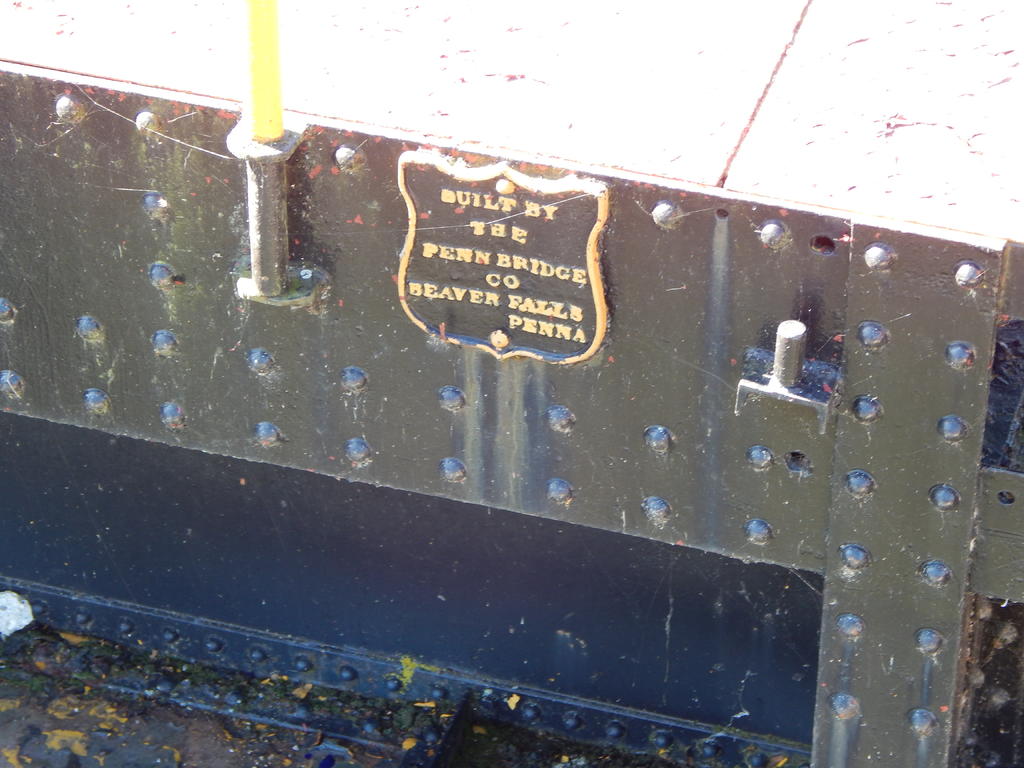 BUILT BY
THE
PENN BRIDGE
CO
BEAVER FALLS
PENNA